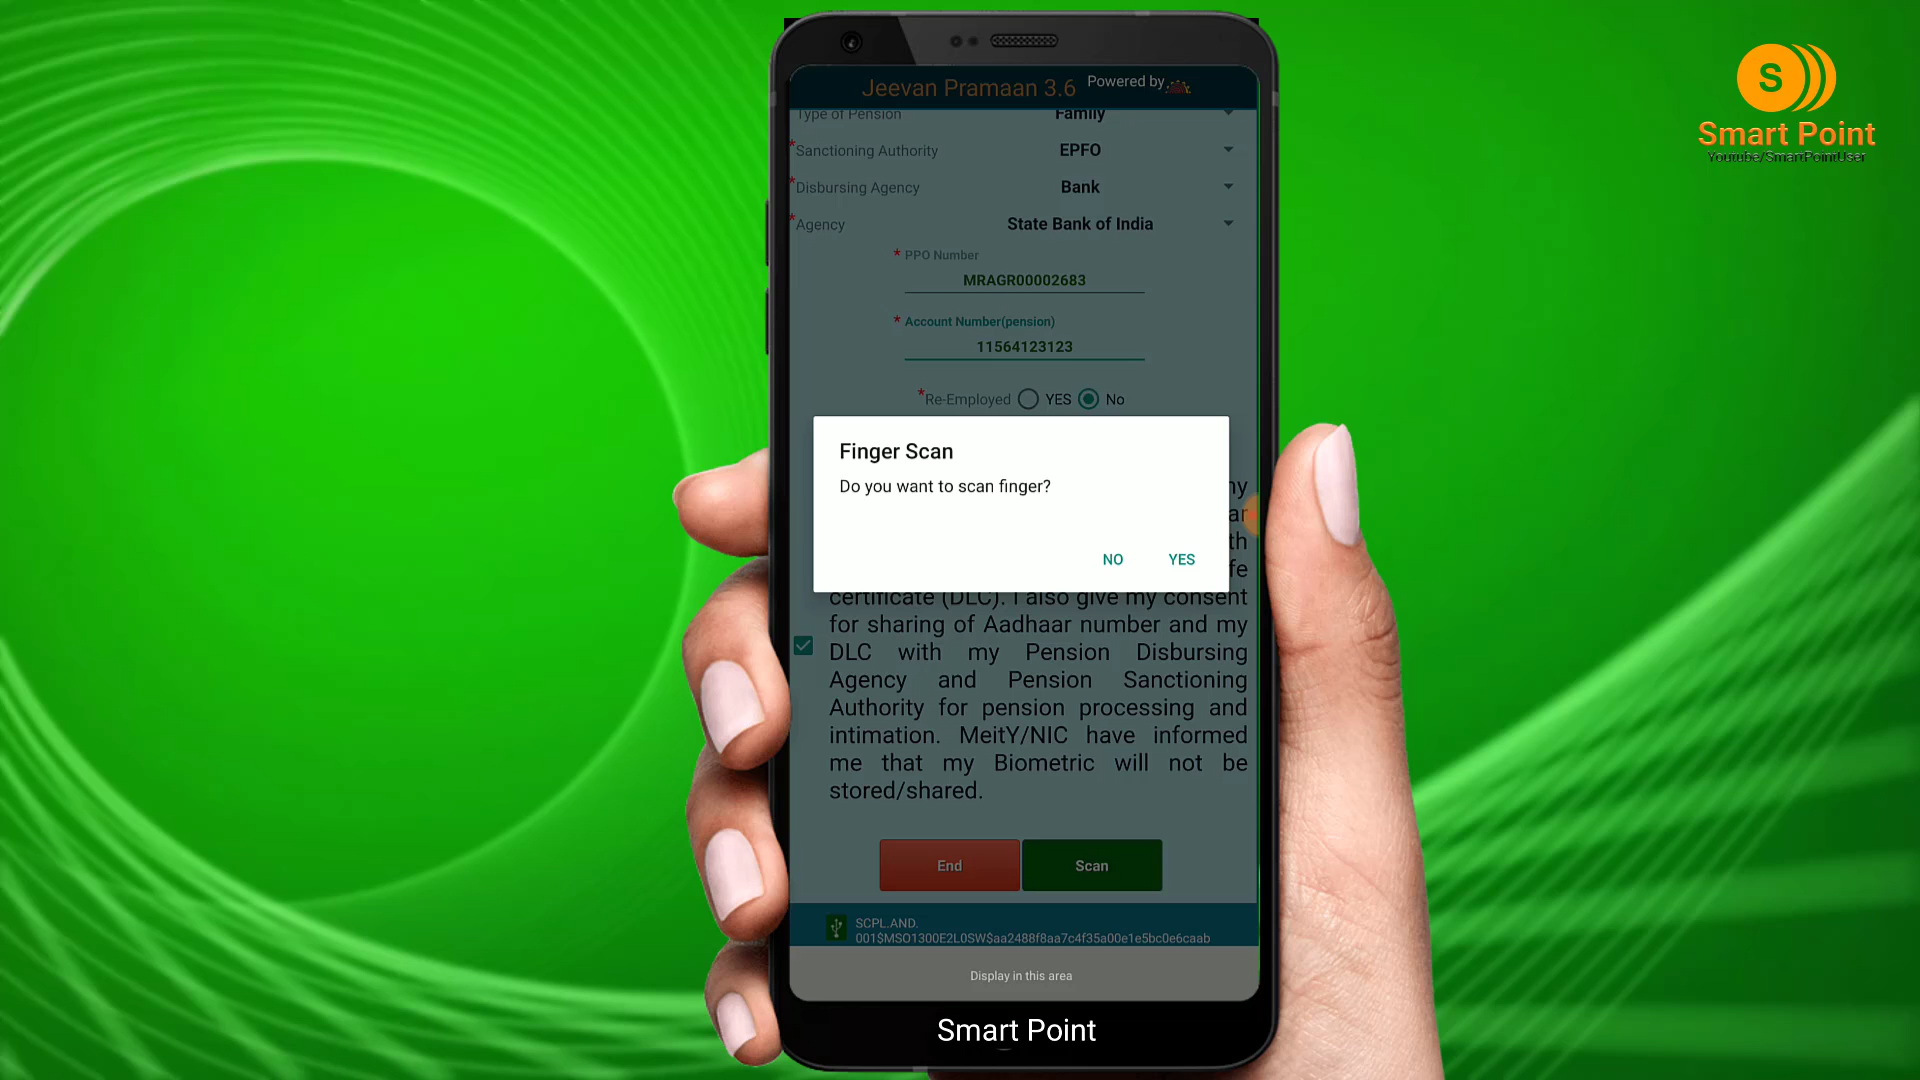 Jeevan Pramaan 3.6 Powered by
Type of Pension Family
*Sanctioning Authority EPFO
*Disbursing Agency Bank
*Agency State Bank of India
* PPO Number
MRAGR00002683
* Account Number(pension)
11564123123
*Re-Employed YES No
Finger Scan
Do you want to scan finger?
NO YES
certificate (DLC). I also give my consent
for sharing of Aadhaar number and my
DLC with my Pension Disbursing
Agency and Pension Sanctioning
Authority for pension processing and
intimation. MeitY/NIC have informed
me that my Biometric will not be
stored/shared.
End Scan
SCPL.AND.
001$MSO1300E2L0SW$aa2488f8aa7c4f35a00e1e5bc0e6caab
Display in this area
Smart Point
S
Smart Point
Youtube/SmartPointUser